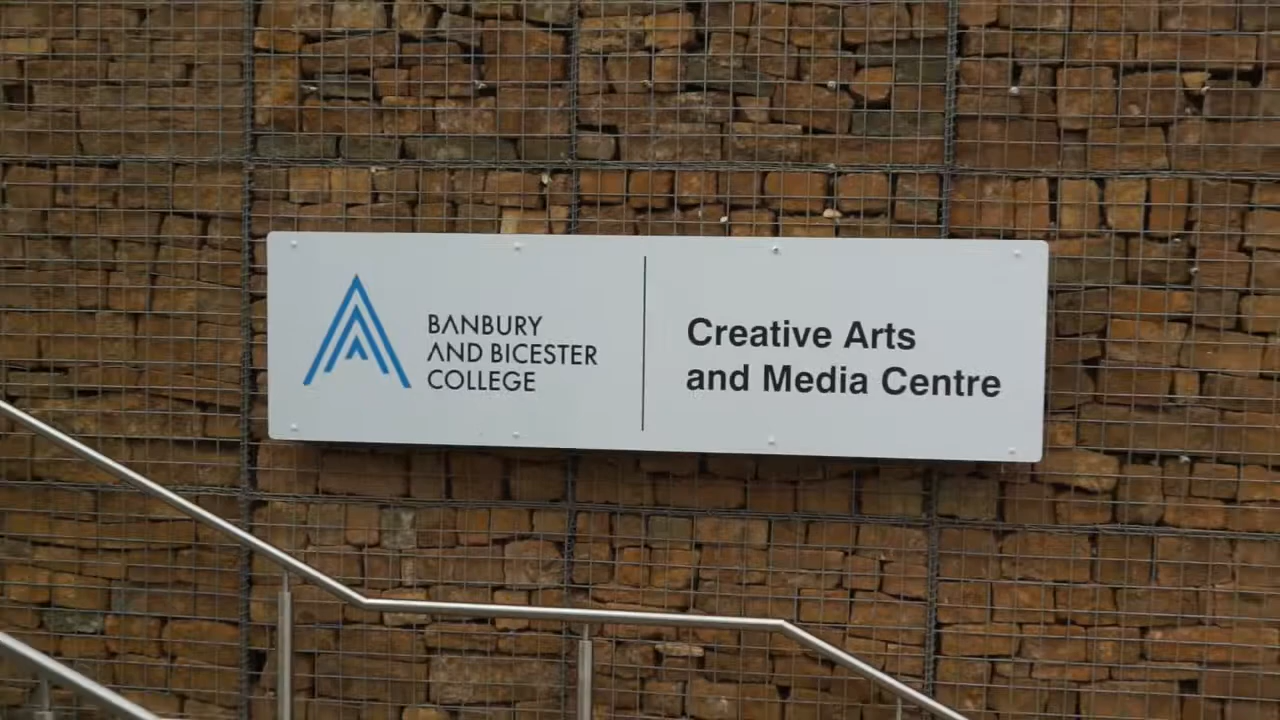 BANBURY
AND BICESTER
COLLEGE
Creative Arts
and Media Centre